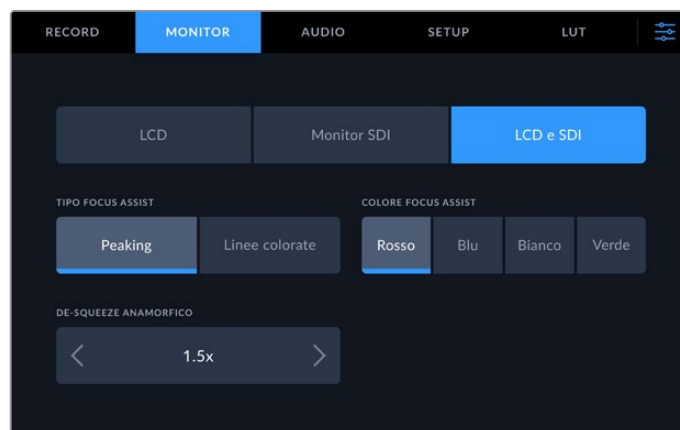 RECORD MONITOR AUDIO SETUP LUT
LCD Monitor SDI LCD e SDI
TIPO FOCUS ASSIST COLORE FOCUS ASSIST
Peaking Linee colorate Rosso Blu Bianco Verde
DE-SQUEEZE ANAMORFICO
1.5x